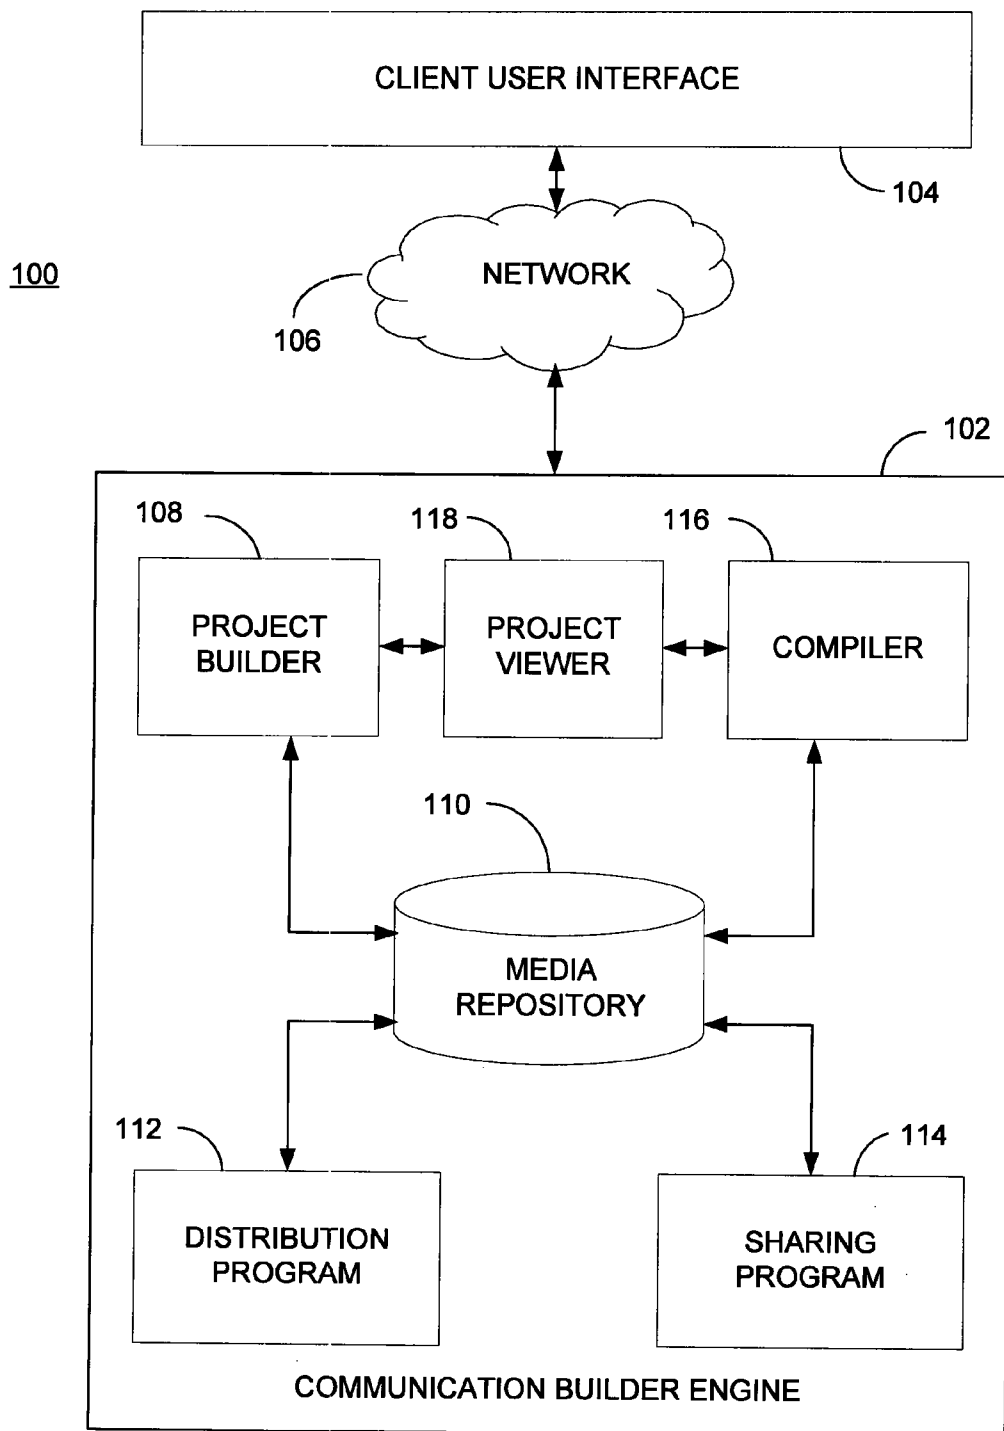 CLIENT USER INTERFACE
104
NETWORK
100
106
102
108
118
116
PROJECT
BUILDER
PROJECT
VIEWER
COMPILER
110
MEDIA
REPOSITORY
112
114
DISTRIBUTION
PROGRAM
SHARING
PROGRAM
COMMUNICATION BUILDER ENGINE